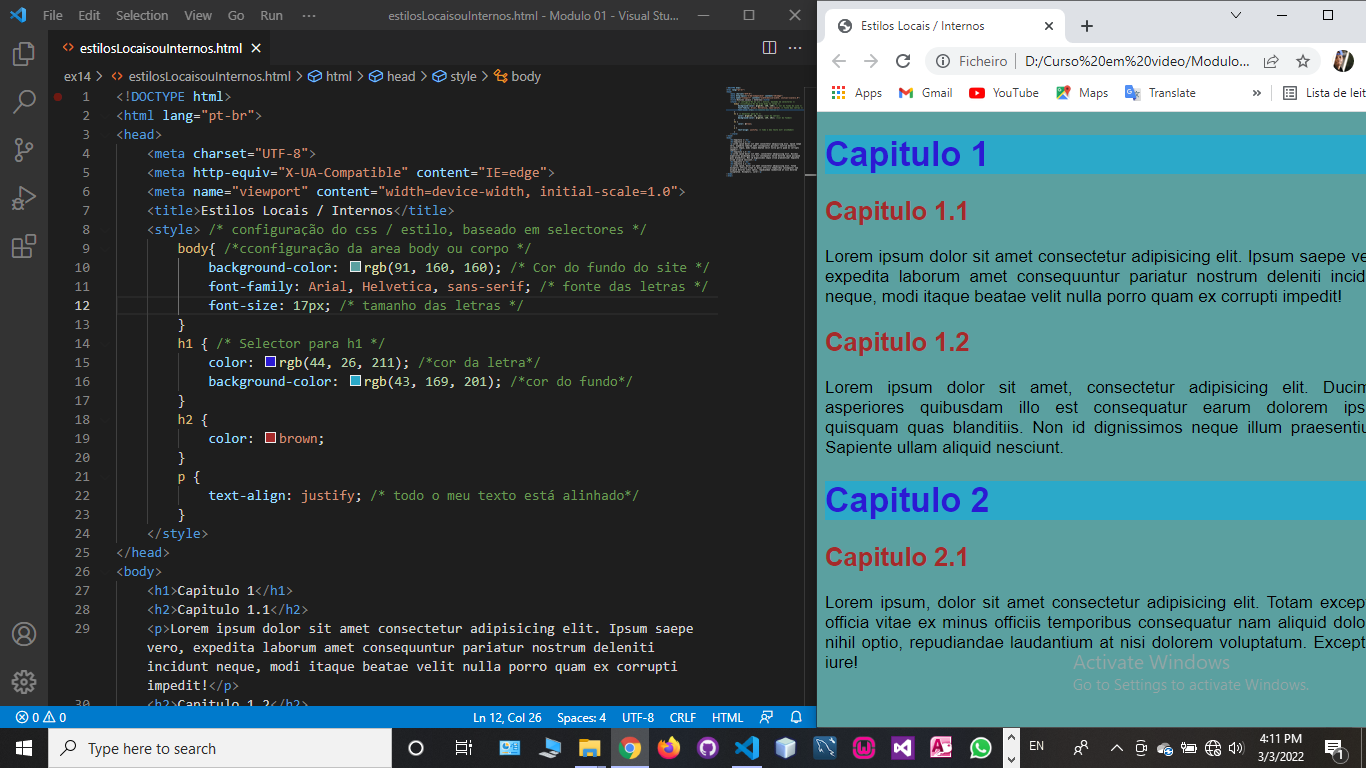 File Edit Selection View Go Run ··· estilosLocaisouInternos.html - Modulo 01 - Visual Stu...
estilosLocaisouInternos.html
ex14 > estilosLocaisouInternos.html > html > head > style > body
1 <!DOCTYPE html>
2 <html lang="pt-br">
3 <head>
4 <meta charset="UTF-8">
5 <meta http-equiv="X-UA-Compatible" content="IE=edge">
6 <meta name="viewport" content="width=device-width, initial-scale=1.0">
7 <title>Estilos Locais / Internos</title>
8 <style> /* configuração do css / estilo, baseado em selectores */
9 body{ /*cconfiguração da area body ou corpo */
10 background-color: rgb(91, 160, 160); /* Cor do fundo do site */
11 font-family: Arial, Helvetica, sans-serif; /* fonte das letras */
12 font-size: 17px; /* tamanho das letras */
13 }
14 h1 { /* Selector para h1 */
15 color: rgb(44, 26, 211); /*cor da letra*/
16 background-color: rgb(43, 169, 201); /*cor do fundo*/
17 }
18 h2 {
19 color: brown;
20 }
21 p {
22 text-align: justify; /* todo o meu texto está alinhado*/
23 }
24 </style>
25 </head>
26 <body>
27 <h1>Capitulo 1</h1>
28 <h2>Capitulo 1.1</h2>
29 <p>Lorem ipsum dolor sit amet consectetur adipisicing elit. Ipsum saepe
vero, expedita laborum amet consequuntur pariatur nostrum deleniti
incidunt neque, modi itaque beatae velit nulla porro quam ex corrupti
impedit!</p>
30 <h2>Capitulo 1.2</h2>
0 0 Ln 12, Col 26 Spaces: 4 UTF-8 CRLF HTML
Estilos Locais / Internos
Ficheiro D:/Curso%20em%20video/Modulo...
Apps Gmail YouTube Maps Translate » Lista de leit
Capitulo 1
Capitulo 1.1
Lorem ipsum dolor sit amet consectetur adipisicing elit. Ipsum saepe ve
expedita laborum amet consequuntur pariatur nostrum deleniti incid
neque, modi itaque beatae velit nulla porro quam ex corrupti impedit!
Capitulo 1.2
Lorem ipsum dolor sit amet, consectetur adipisicing elit. Ducim
asperiores quibusdam illo est consequatur earum dolorem ips
quisquam quas blanditiis. Non id dignissimos neque illum praesentiu
Sapiente ullam aliquid nesciunt.
Capitulo 2
Capitulo 2.1
Lorem ipsum, dolor sit amet consectetur adipisicing elit. Totam except
officia vitae ex minus officiis temporibus consequatur nam aliquid dolo
nihil optio, repudiandae laudantium at nisi dolorem voluptatum. Except
iure!
Activate Windows
Go to Settings to activate Windows.
Type here to search
EN
4:11 PM
3/3/2022
1